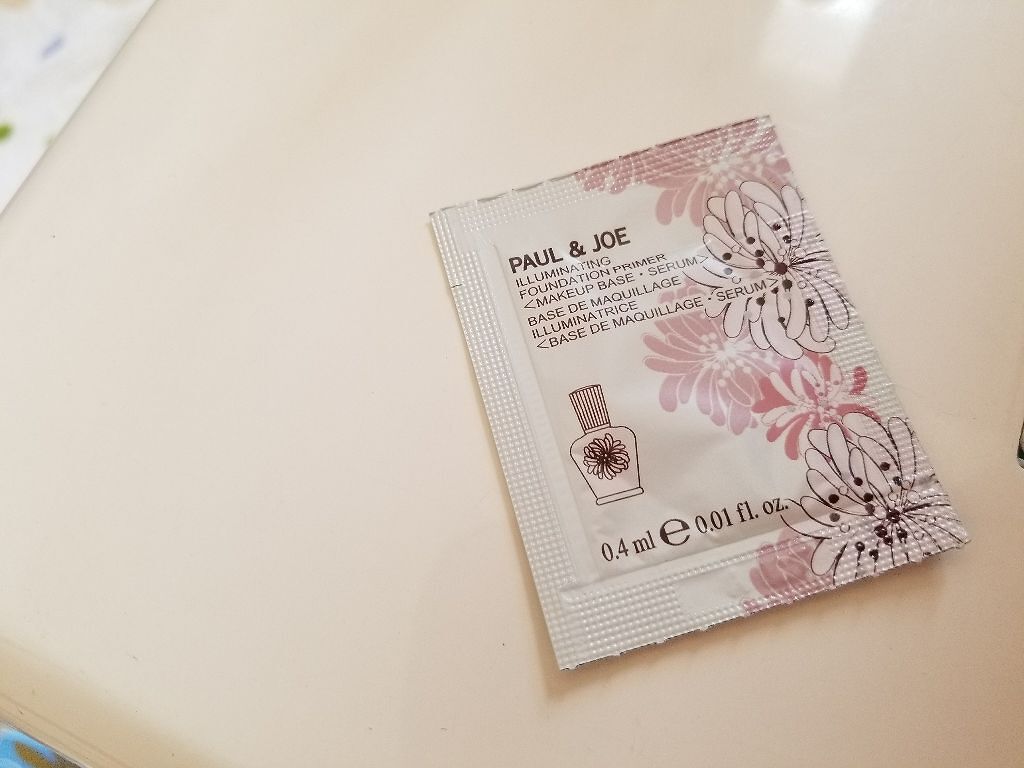 PAUL & JOE
ILLUMINATING
FOUNDATION PRIMER
<MAKEUP BASE・SERUM>
BASE DE MAQUILLAGE ET
ILLUMINATRICE
<BASE DE MAQUILLAGE・SERUM>
0.4 ml e 0.01 fl. oz.